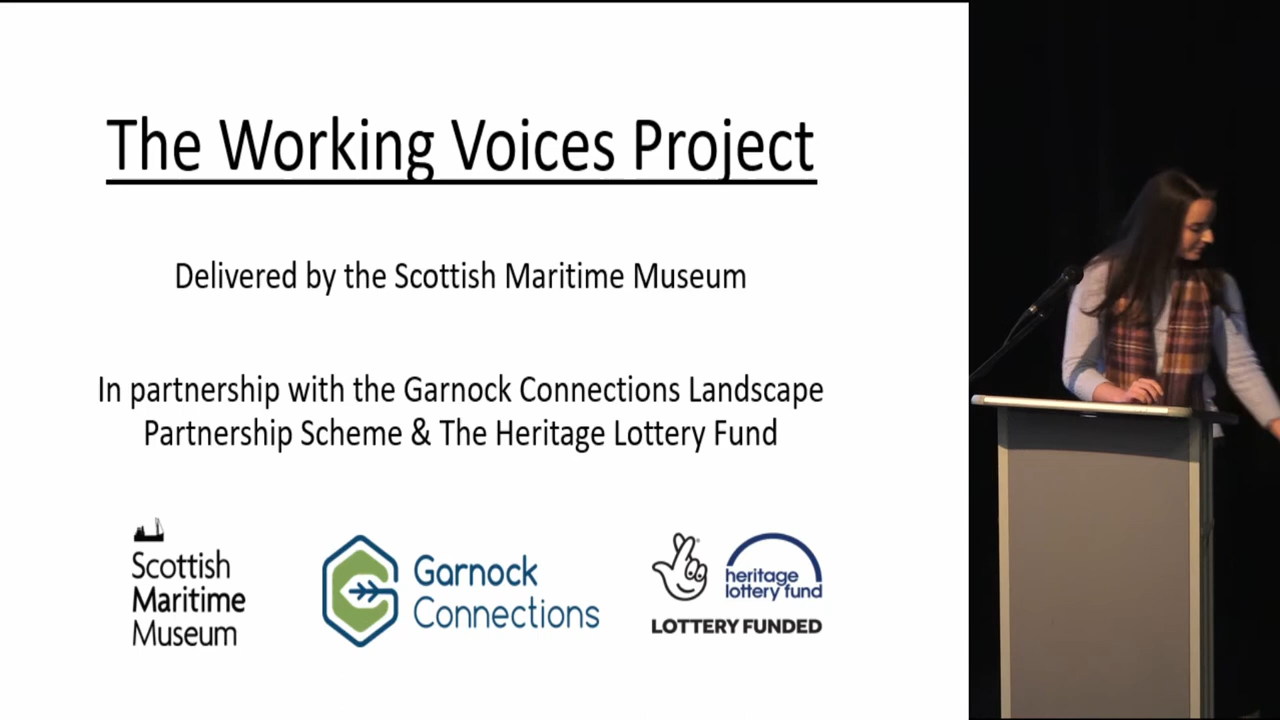 The Working Voices Project
Delivered by the Scottish Maritime Museum
In partnership with the Garnock Connections Landscape
Partnership Scheme & The Heritage Lottery Fund
Scottish
Maritime
Museum
Garnock
Connections
heritage
lottery fund
LOTTERY FUNDED